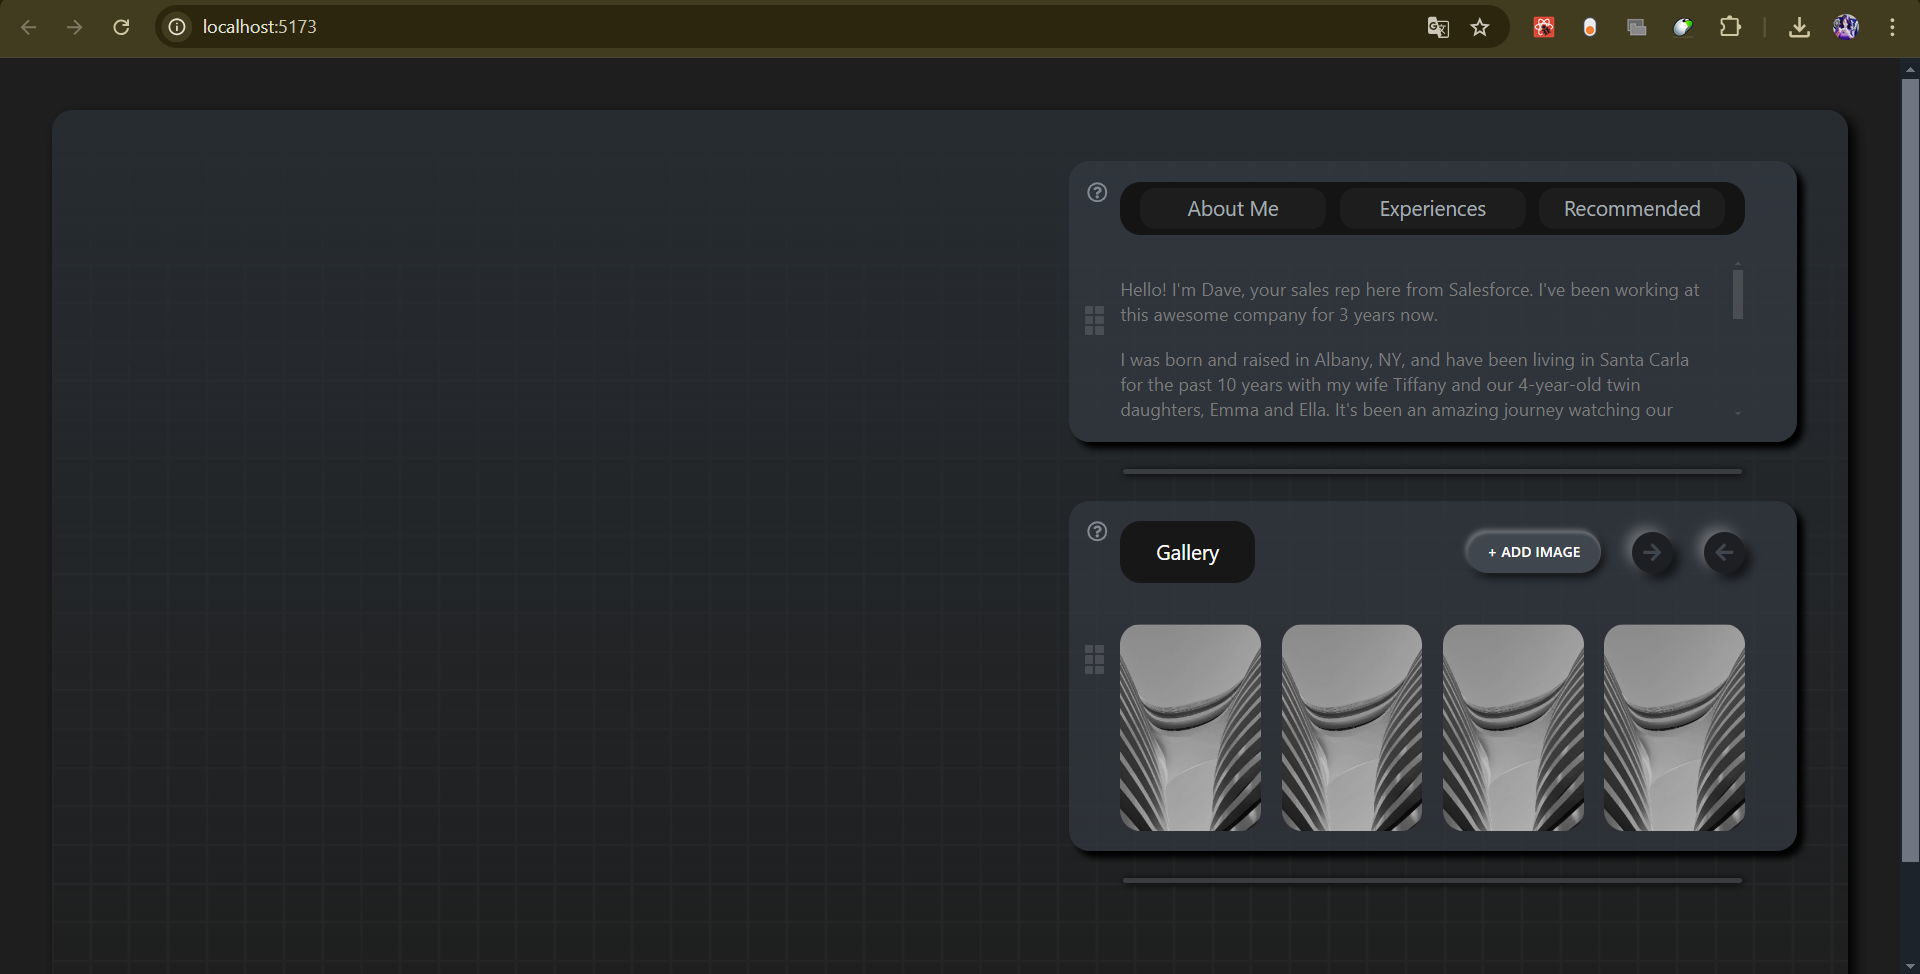 localhost:5173
About Me
Experiences
Recommended
Hello! I'm Dave, your sales rep here from Salesforce. I've been working at
this awesome company for 3 years now.
I was born and raised in Albany, NY, and have been living in Santa Carla
for the past 10 years with my wife Tiffany and our 4-year-old twin
daughters, Emma and Ella. It's been an amazing journey watching our
Gallery
+ ADD IMAGE